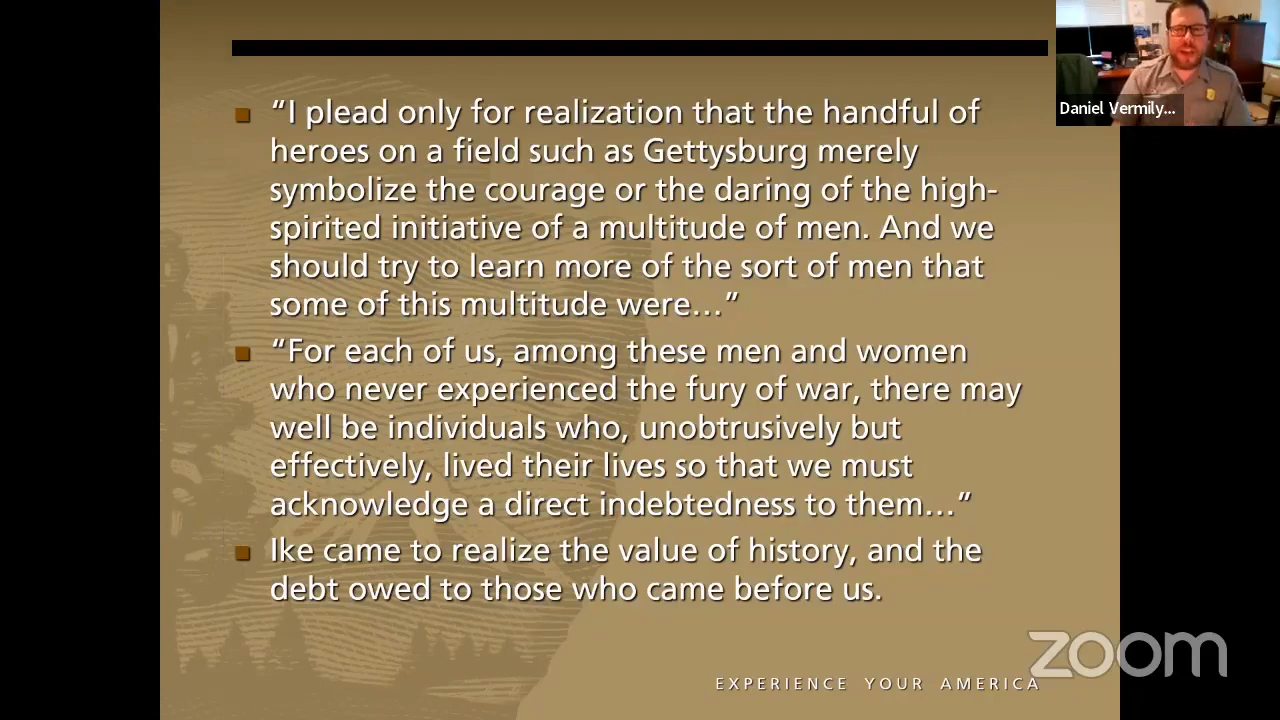 “I plead only for realization that the handful of
heroes on a field such as Gettysburg merely
symbolize the courage or the daring of the high-
spirited initiative of a multitude of men. And we
should try to learn more of the sort of men that
some of this multitude were…”
“For each of us, among these men and women
who never experienced the fury of war, there may
well be individuals who, unobtrusively but
effectively, lived their lives so that we must
acknowledge a direct indebtedness to them…”
Ike came to realize the value of history, and the
debt owed to those who came before us.
EXPERIENCE YOUR AMERICA
Daniel Vermily...
zoom